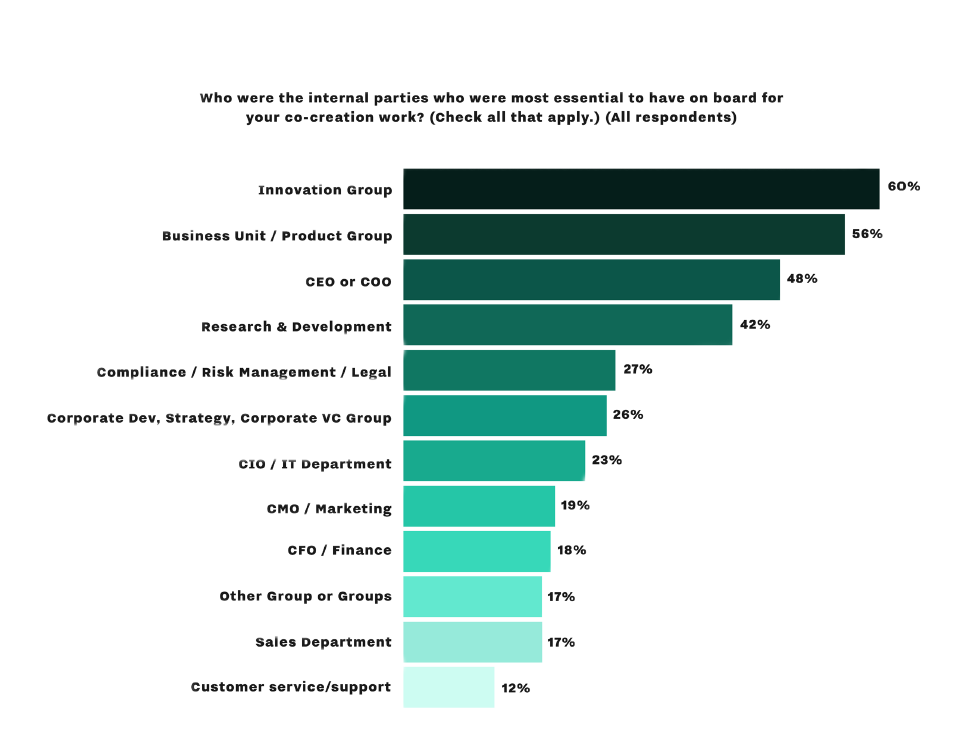 Who were the internal parties who were most essential to have on board for
your co-creation work? (Check all that apply.) (All respondents)
Innovation Group 60%
Business Unit / Product Group 56%
CEO or COO 48%
Research & Development 42%
Compliance / Risk Management / Legal 27%
Corporate Dev, Strategy, Corporate VC Group 26%
CIO / IT Department 23%
CMO / Marketing 19%
CFO / Finance 18%
Other Group or Groups 17%
Sales Department 17%
Customer service/support 12%